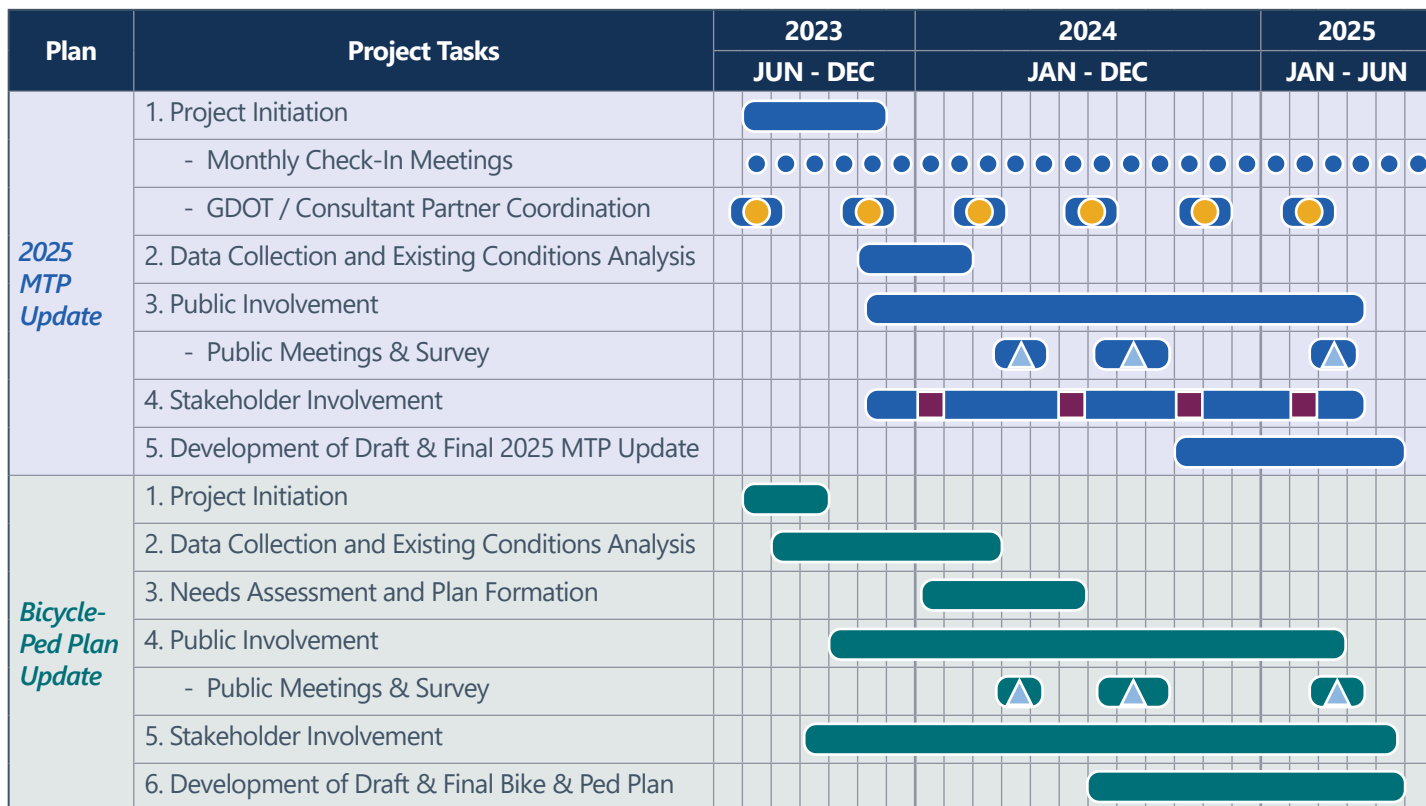 Plan
Project Tasks
2023
2024
2025
JUN - DEC
JAN - DEC
JAN - JUN
2025
MTP
Update
1. Project Initiation
- Monthly Check-In Meetings
- GDOT / Consultant Partner Coordination
2. Data Collection and Existing Conditions Analysis
3. Public Involvement
- Public Meetings & Survey
4. Stakeholder Involvement
5. Development of Draft & Final 2025 MTP Update
Bicycle-
Ped Plan
Update
1. Project Initiation
2. Data Collection and Existing Conditions Analysis
3. Needs Assessment and Plan Formation
4. Public Involvement
- Public Meetings & Survey
5. Stakeholder Involvement
6. Development of Draft & Final Bike & Ped Plan